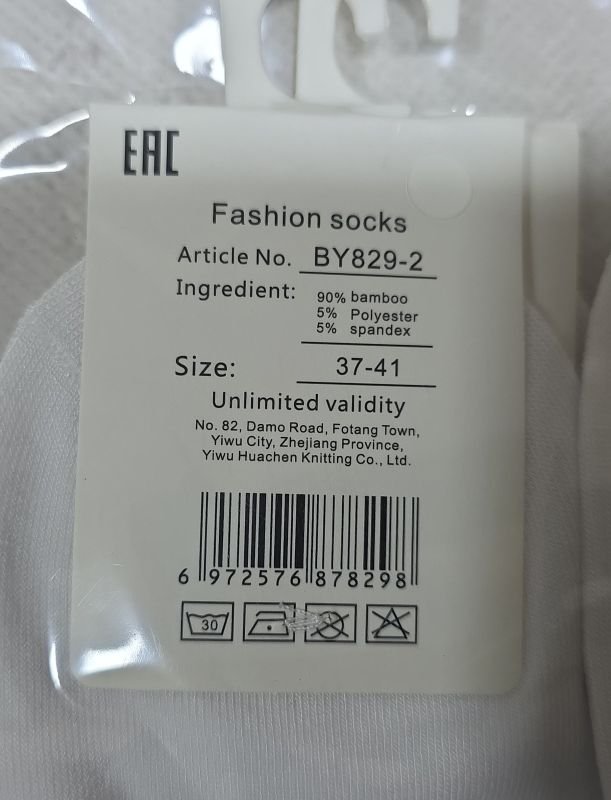 EAC
Fashion socks
Article No. BY829-2
Ingredient: 90% bamboo
5% Polyester
5% spandex
Size: 37-41
Unlimited validity
No. 82, Damo Road, Fotang Town,
Yiwu City, Zhejiang Province,
Yiwu Huachen Knitting Co., Ltd.
6 972576 878298
30